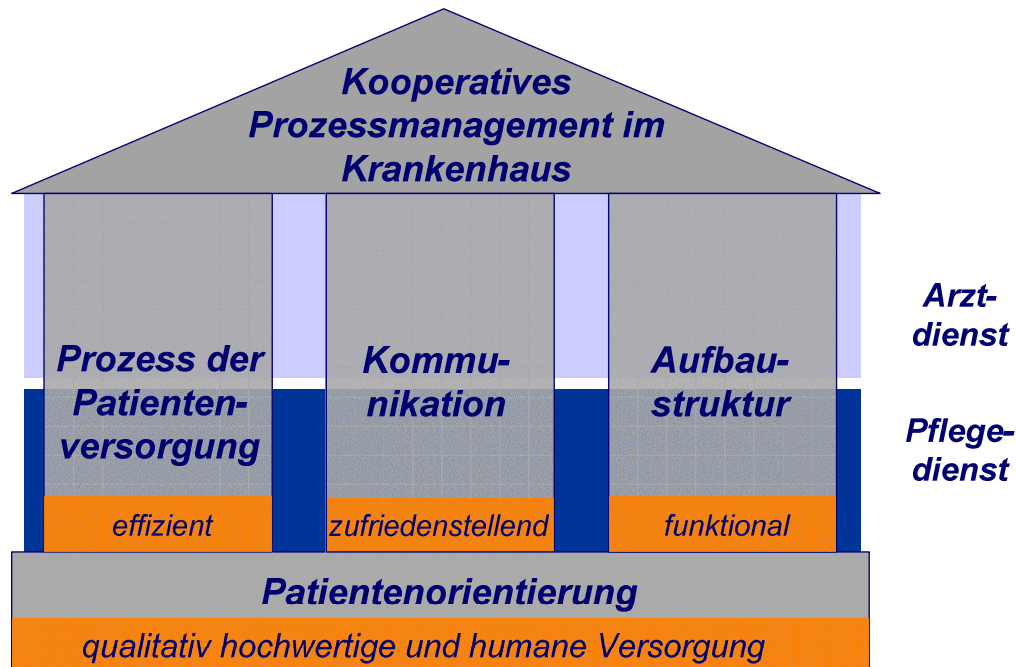 Kooperatives
Prozessmanagement im
Krankenhaus
Prozess der
Patienten-
versorgung
effizient
Kommu-
nikation
zufriedenstellend
Aufbau-
struktur
funktional
Arzt-
dienst
Pflege-
dienst
Patientenorientierung
qualitativ hochwertige und humane Versorgung